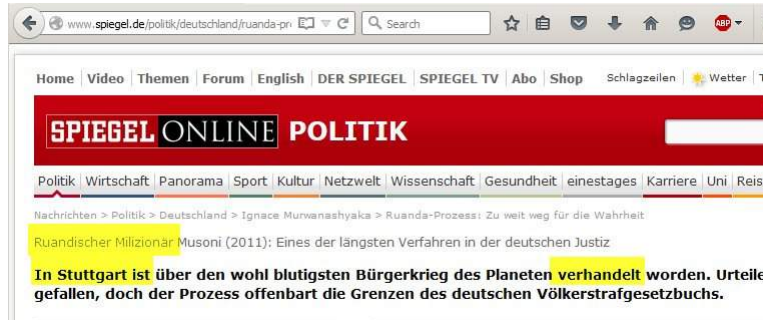 www.spiegel.de/politik/deutschland/ruanda-pr Search ABP
Home Video Themen Forum English DER SPIEGEL SPIEGEL TV Abo Shop Schlagzeilen Wetter T
SPIEGEL ONLINE POLITIK
Politik Wirtschaft Panorama Sport Kultur Netzwelt Wissenschaft Gesundheit einestages Karriere Uni Reis
Nachrichten > Politik > Deutschland > Ignace Murwanashyaka > Ruanda-Prozess: Zu weit weg für die Wahrheit
Ruandischer Milizionär Musoni (2011): Eines der längsten Verfahren in der deutschen Justiz
In Stuttgart ist über den wohl blutigsten Bürgerkrieg des Planeten verhandelt worden. Urteile
gefallen, doch der Prozess offenbart die Grenzen des deutschen Völkerstrafgesetzbuchs.